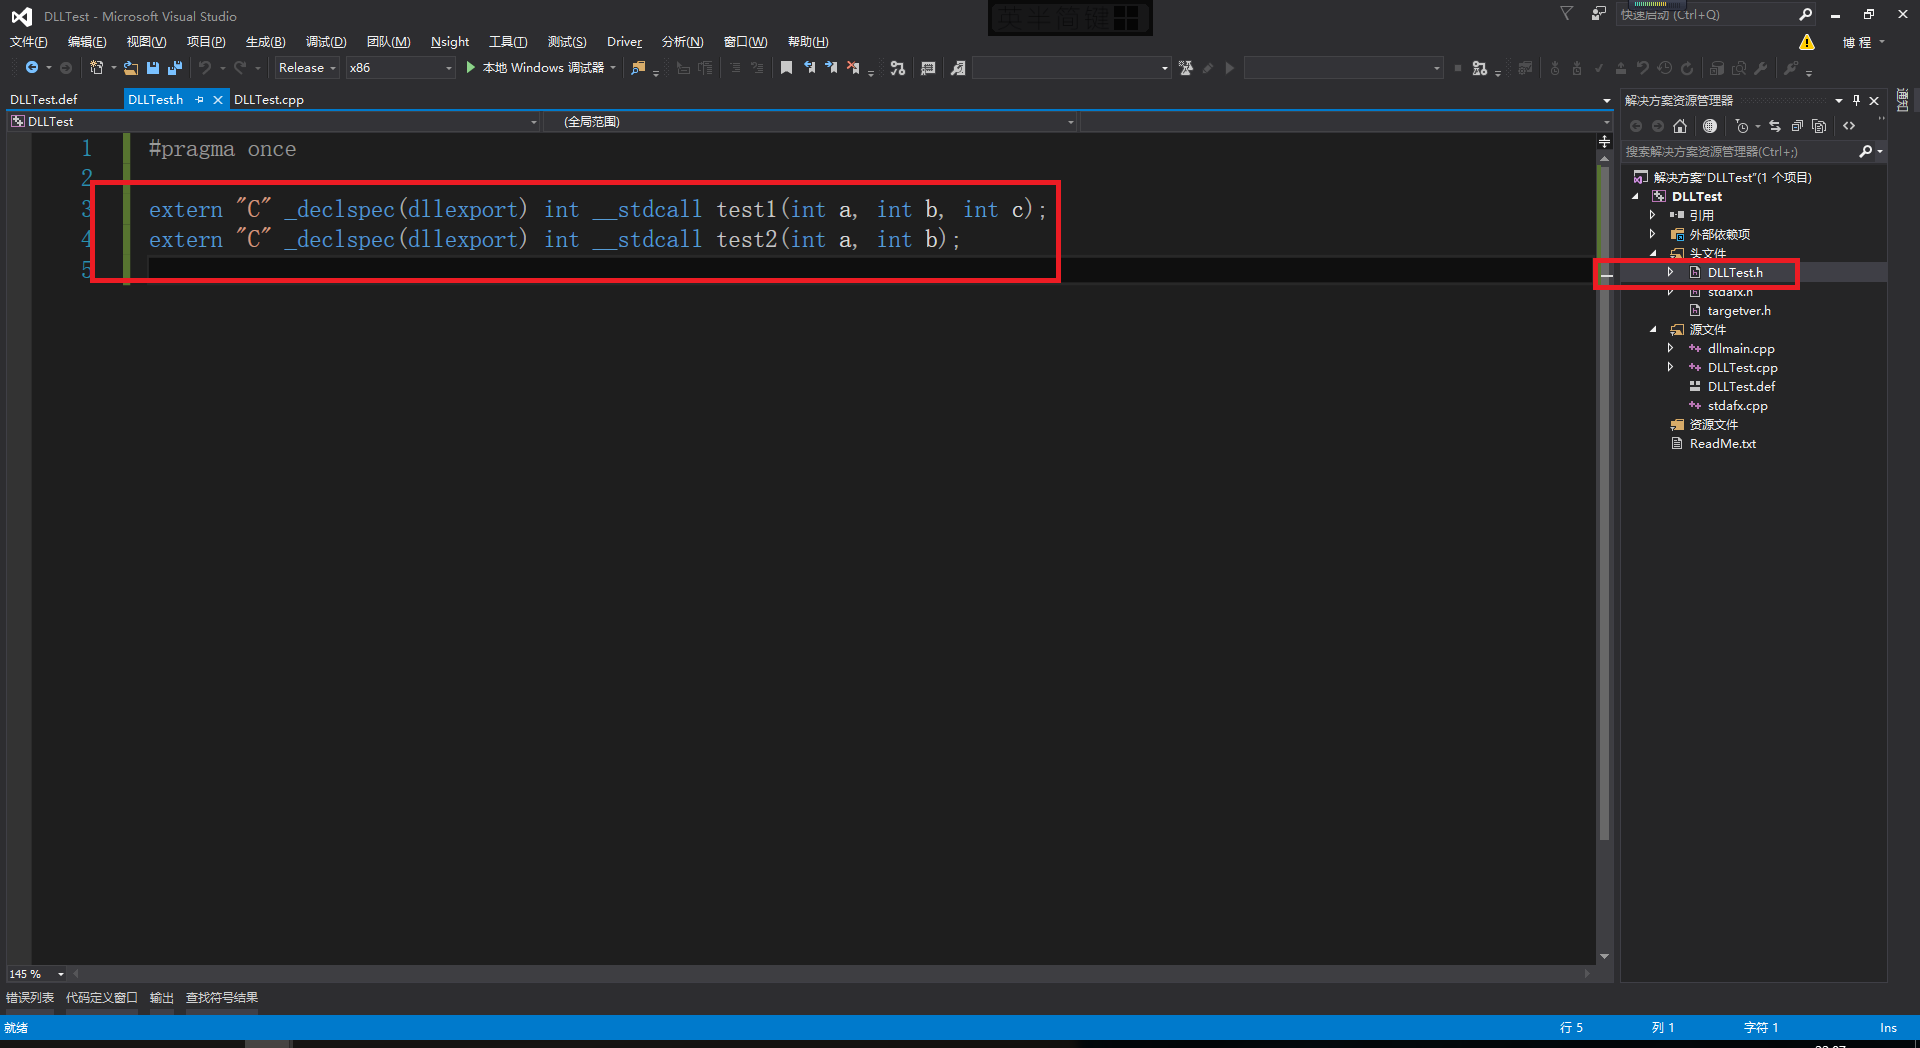 DLLTest - Microsoft Visual Studio
英半简键
快速启动 (Ctrl+Q)
文件(F) 编辑(E) 视图(V) 项目(P) 生成(B) 调试(D) 团队(M) Nsight 工具(T) 测试(S) Driver 分析(N) 窗口(W) 帮助(H)
博 程
Release x86 本地 Windows 调试器
DLLTest.def DLLTest.h DLLTest.cpp
DLLTest (全局范围)
1 #pragma once
2
3 extern "C" _declspec(dllexport) int __stdcall test1(int a, int b, int c);
4 extern "C" _declspec(dllexport) int __stdcall test2(int a, int b);
5
解决方案资源管理器
通知
搜索解决方案资源管理器(Ctrl+;)
解决方案"DLLTest"(1 个项目)
DLLTest
引用
外部依赖项
头文件
DLLTest.h
stdafx.h
targetver.h
源文件
dllmain.cpp
DLLTest.cpp
DLLTest.def
stdafx.cpp
资源文件
ReadMe.txt
145 %
错误列表 代码定义窗口 输出 查找符号结果
就绪
行 5 列 1 字符 1 Ins